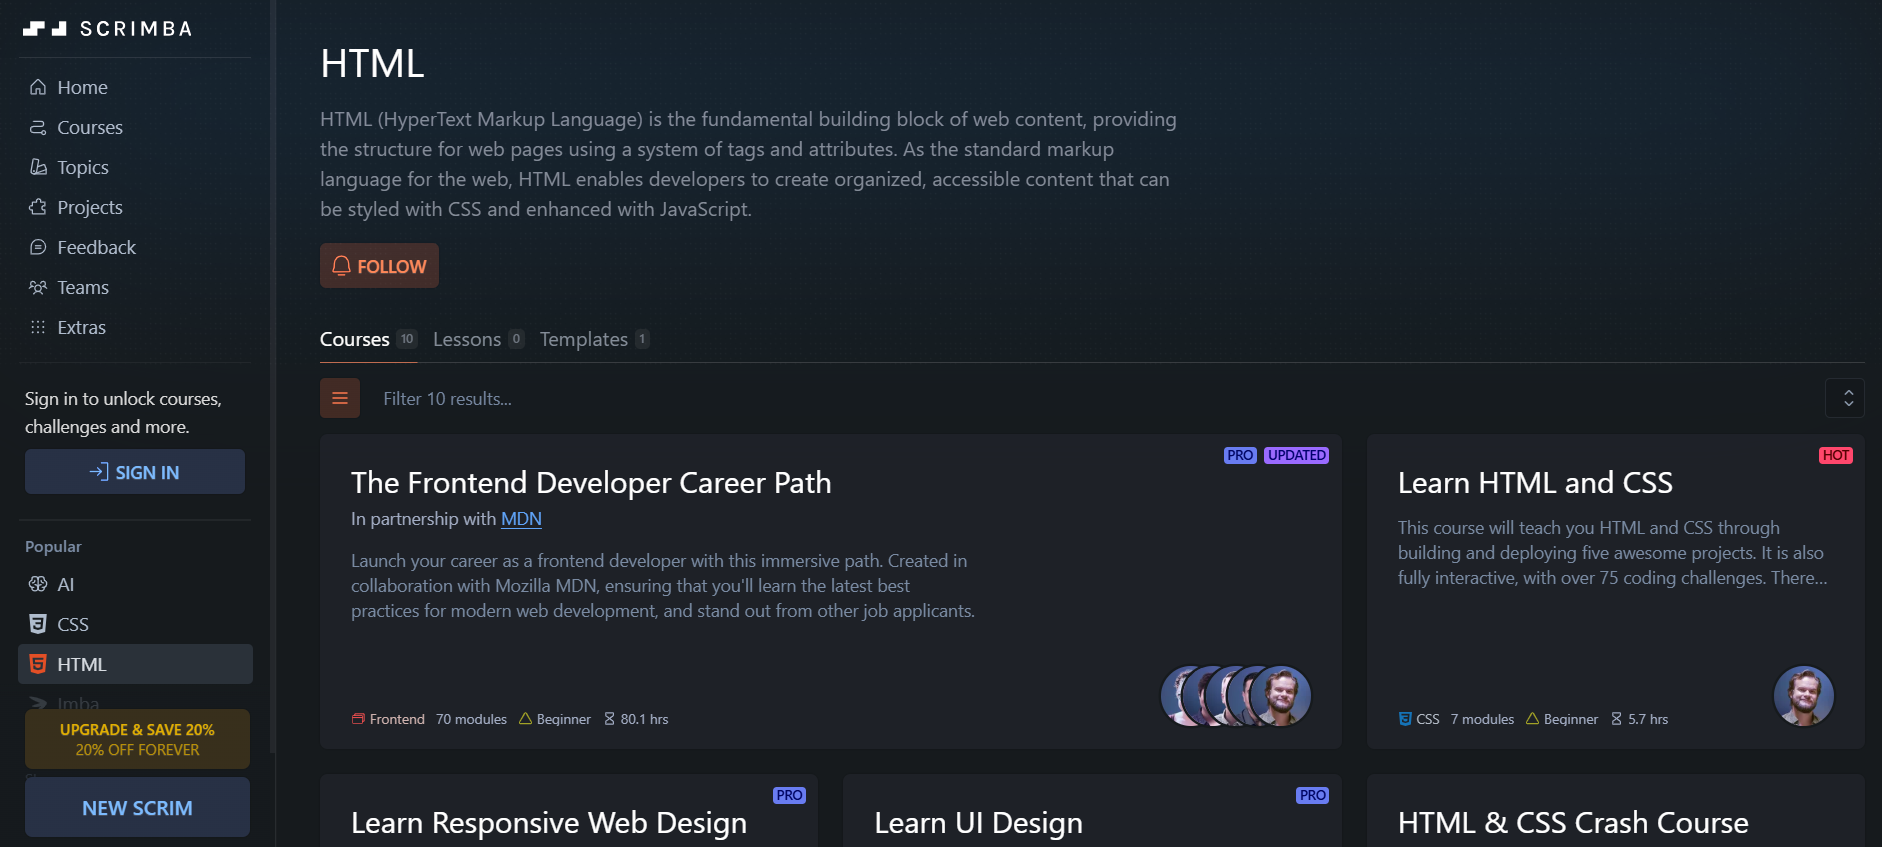 SCRIMBA
Home
Courses
Topics
Projects
Feedback
Teams
Extras
Sign in to unlock courses,
challenges and more.
SIGN IN
Popular
AI
CSS
HTML
Imba
UPGRADE & SAVE 20%
20% OFF FOREVER
NEW SCRIM
HTML
HTML (HyperText Markup Language) is the fundamental building block of web content, providing
the structure for web pages using a system of tags and attributes. As the standard markup
language for the web, HTML enables developers to create organized, accessible content that can
be styled with CSS and enhanced with JavaScript.
FOLLOW
Courses 10 Lessons 0 Templates 1
Filter 10 results...
PRO UPDATED
The Frontend Developer Career Path
In partnership with MDN
Launch your career as a frontend developer with this immersive path. Created in
collaboration with Mozilla MDN, ensuring that you'll learn the latest best
practices for modern web development, and stand out from other job applicants.
Frontend 70 modules Beginner 80.1 hrs
HOT
Learn HTML and CSS
This course will teach you HTML and CSS through
building and deploying five awesome projects. It is also
fully interactive, with over 75 coding challenges. There...
CSS 7 modules Beginner 5.7 hrs
PRO
Learn Responsive Web Design
PRO
Learn UI Design
HTML & CSS Crash Course